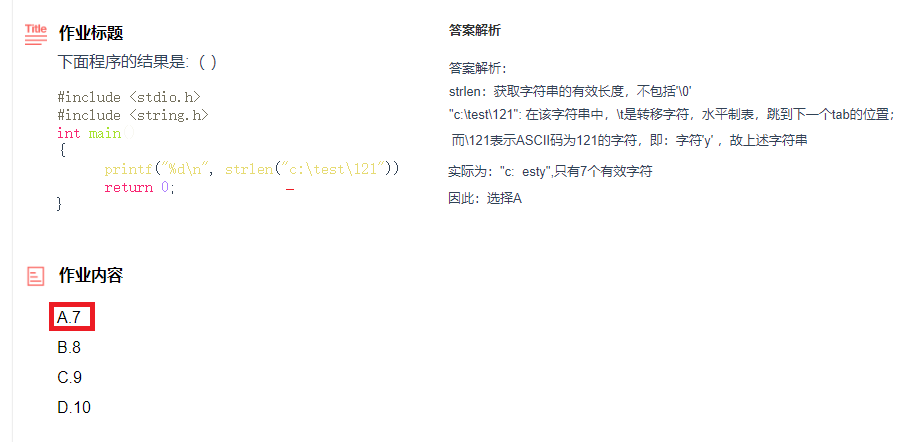 Title 作业标题
下面程序的结果是:( )
#include <stdio.h>
#include <string.h>
int main
{
printf("%d\n", strlen("c:\test\121"))
return 0;
}
作业内容
A.7
B.8
C.9
D.10
答案解析
答案解析:
strlen:获取字符串的有效长度,不包括'\0'
"c:\test\121": 在该字符串中,\t是转移字符,水平制表,跳到下一个tab的位置;
而\121表示ASCII码为121的字符,即:字符'y' ,故上述字符串
实际为:"c: esty",只有7个有效字符
因此:选择A